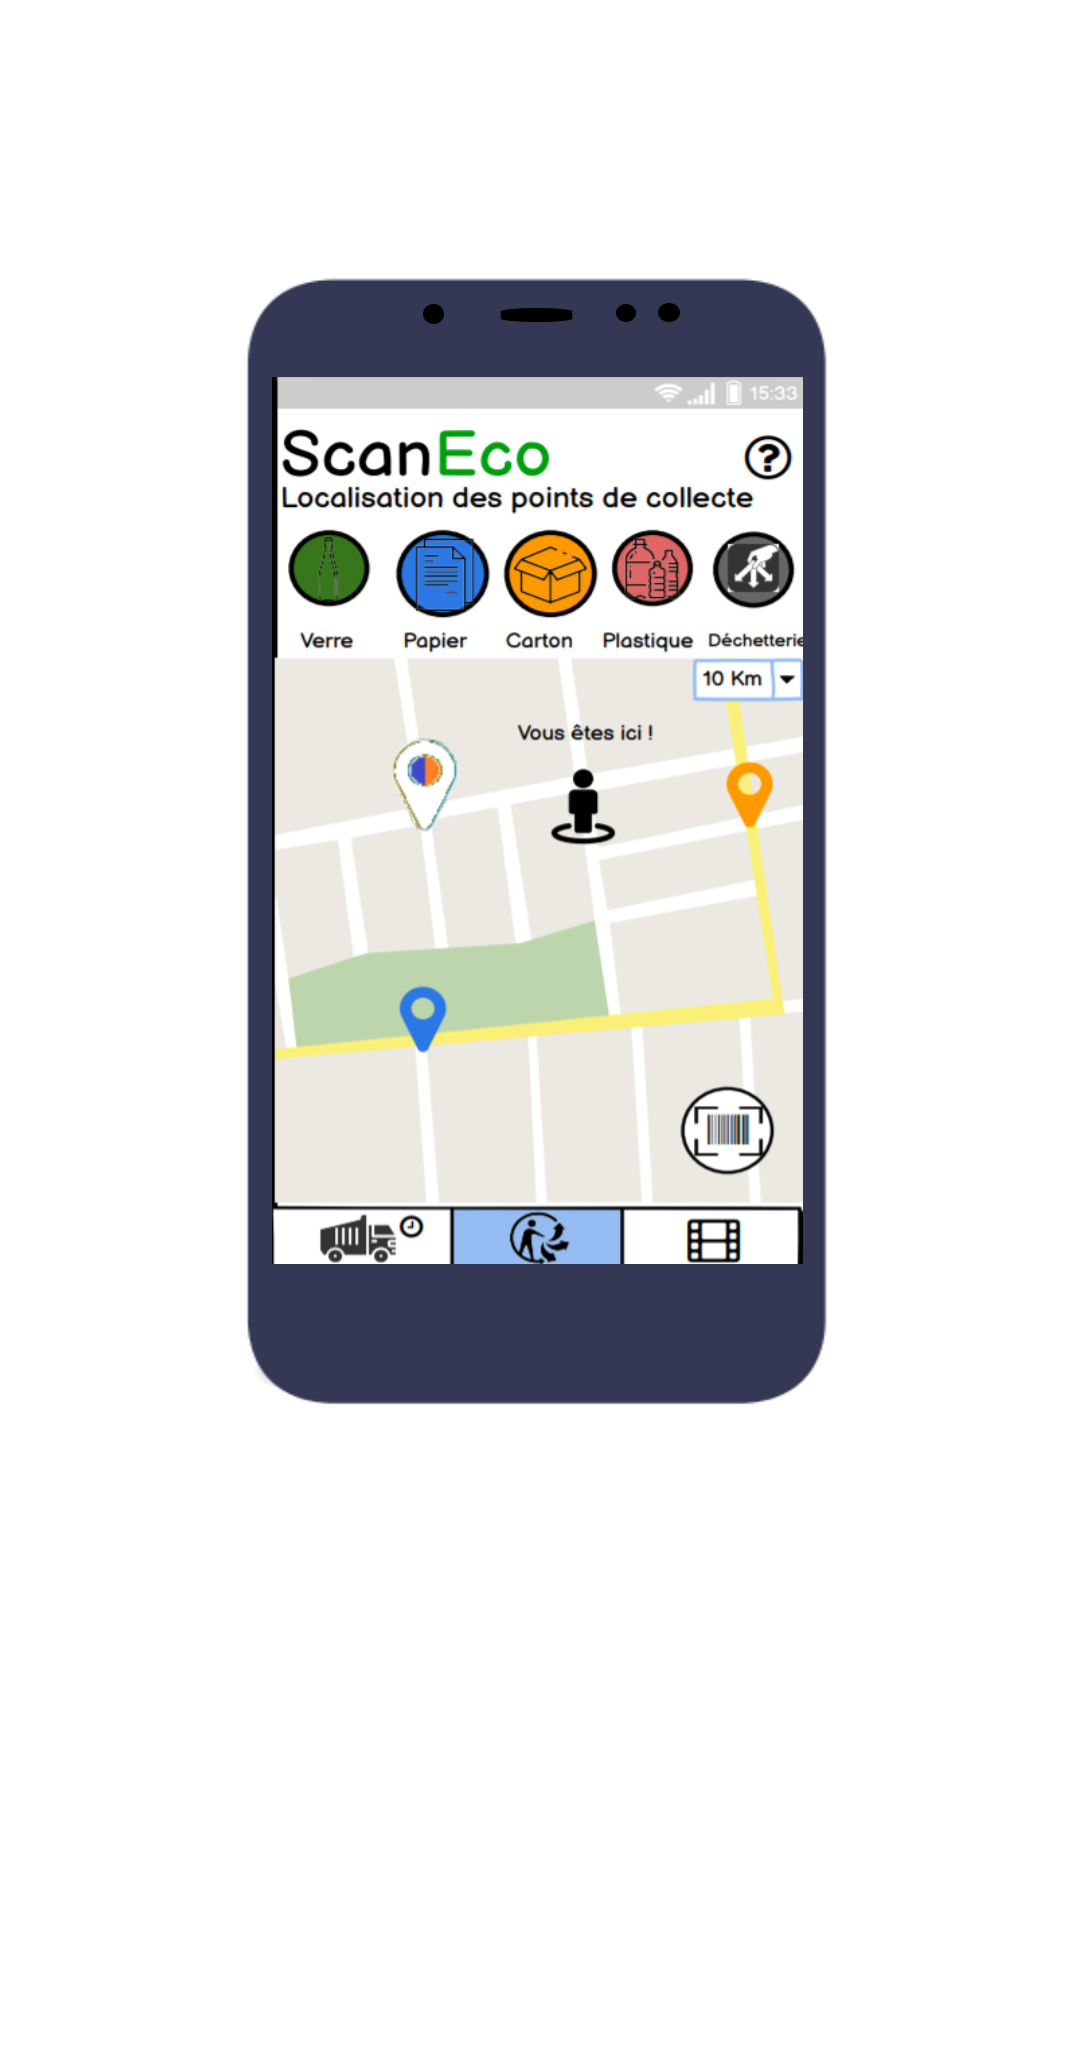 15:33
ScanEco
?
Localisation des points de collecte
Verre Papier Carton Plastique Déchetterie
10 Km
Vous êtes ici !